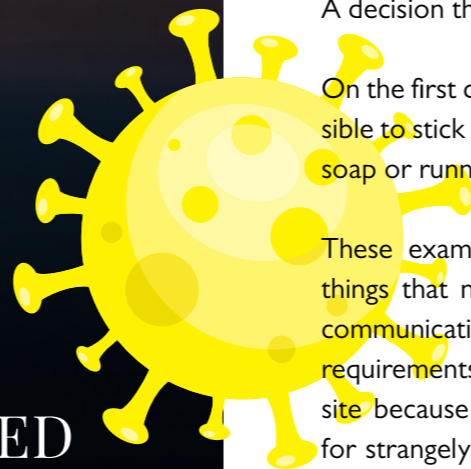 A decision th
On the first
sible to stick
soap or runn
These exam
things that
communicati
requirements
site because
for strangely
ED